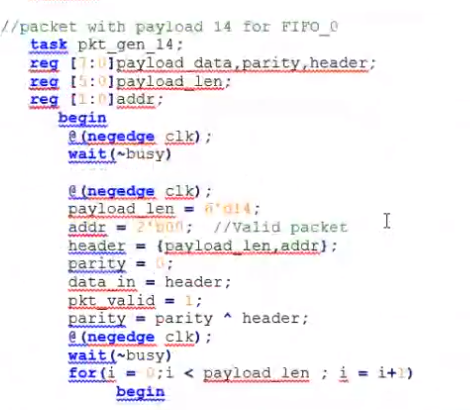 //packet with payload 14 for FIFO_0
task pkt_gen_14;
reg [7:0]payload_data,parity,header;
reg [5:0]payload_len;
reg [1:0]addr;
begin
@(negedge clk);
wait(~busy)
@(negedge clk);
payload_len = 6'd14;
addr = 2'b00; //Valid packet
header = {payload_len,addr};
parity = 0;
data_in = header;
pkt_valid = 1;
parity = parity ^ header;
@(negedge clk);
wait(~busy)
for(i = 0;i < payload_len ; i = i+1)
begin